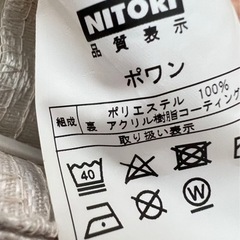 NITORI
品質表示
ポワン
組成 ポリエステル 100%
裏 アクリル樹脂コーティング
取り扱い表示
40
W